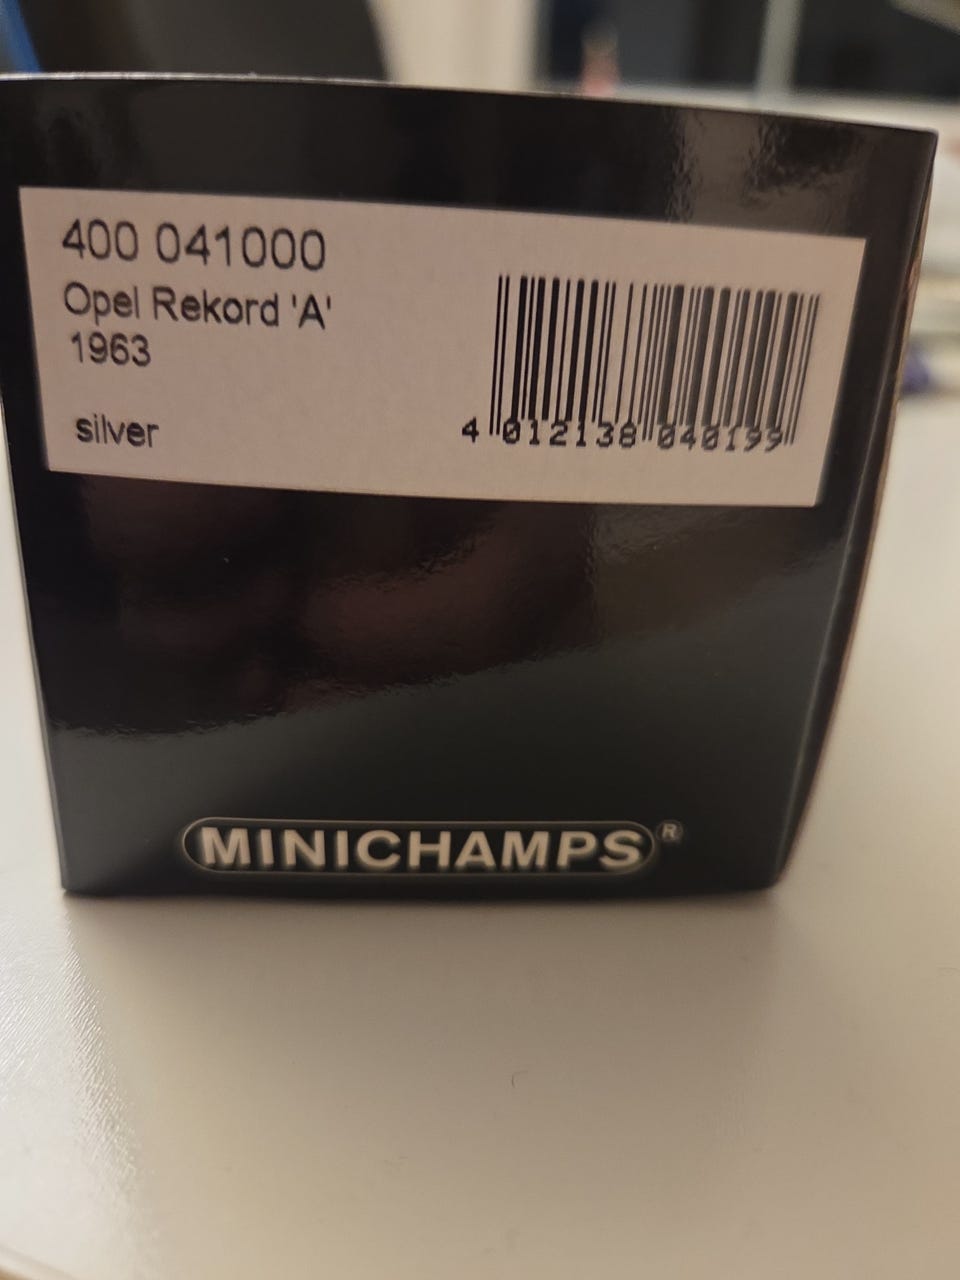 400 041000
Opel Rekord 'A'
1963
silver
4 012138 040199
MINICHAMPS®